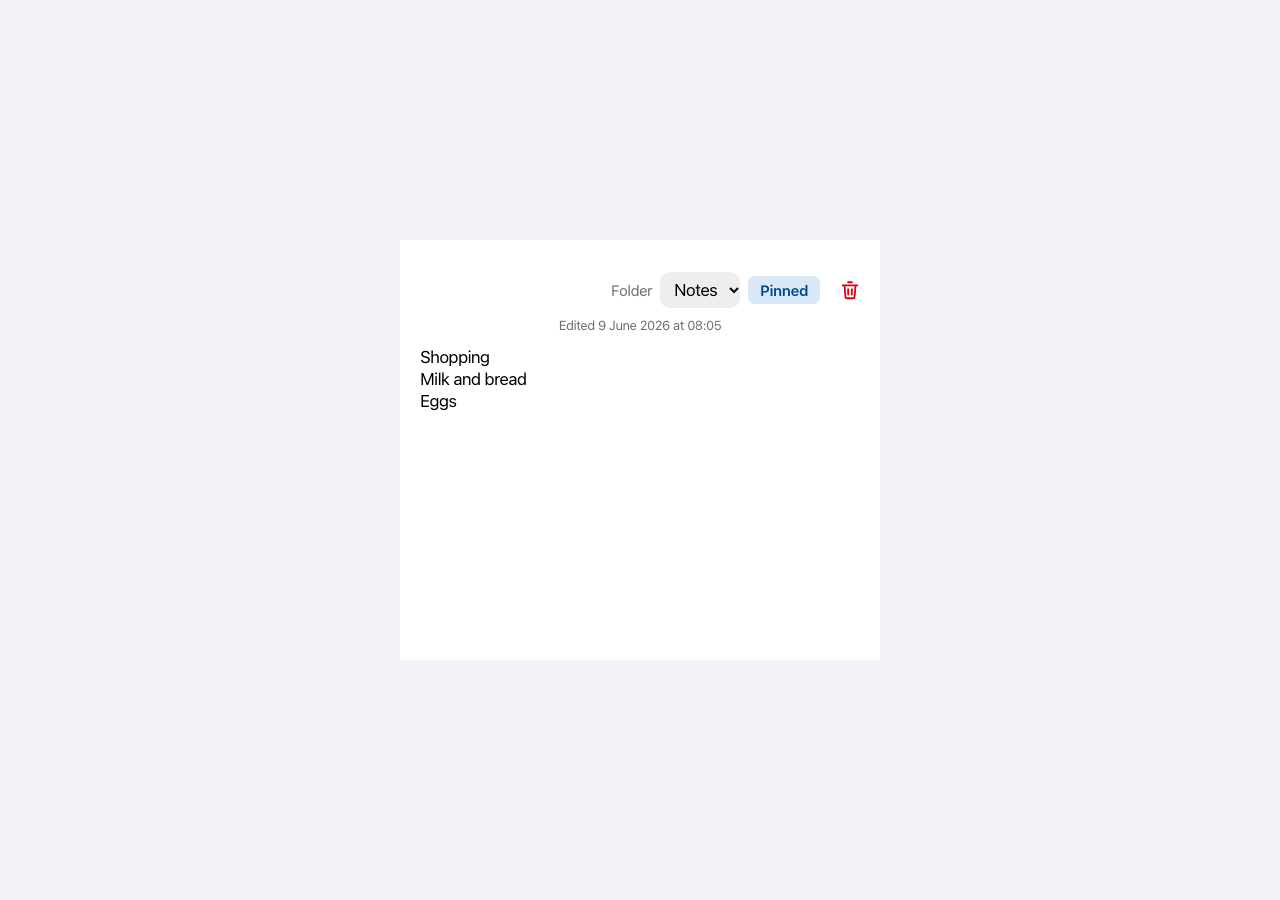 Folder Notes Pinned
Edited 9 June 2026 at 08:05
Shopping
Milk and bread
Eggs